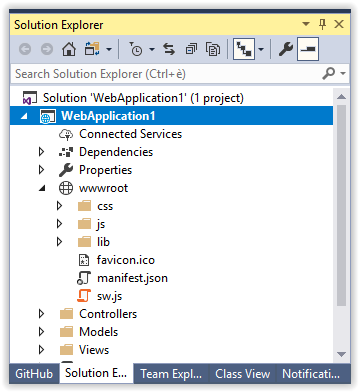 Solution Explorer
Search Solution Explorer (Ctrl+è)
Solution 'WebApplication1' (1 project)
WebApplication1
Connected Services
Dependencies
Properties
wwwroot
css
js
lib
favicon.ico
manifest.json
sw.js
Controllers
Models
Views
GitHub Solution E... Team Expl... Class View Notificati...